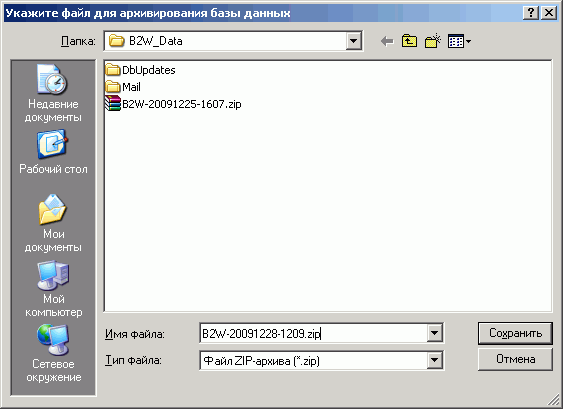 Укажите файл для архивирования базы данных
Папка:
B2W_Data
Недавние
документы
Рабочий стол
Мои
документы
Мой
компьютер
Сетевое
окружение
DbUpdates
Mail
B2W-20091225-1607.zip
Имя файла:
B2W-20091228-1209.zip
Сохранить
Тип файла:
Файл ZIP-архива (*.zip)
Отмена